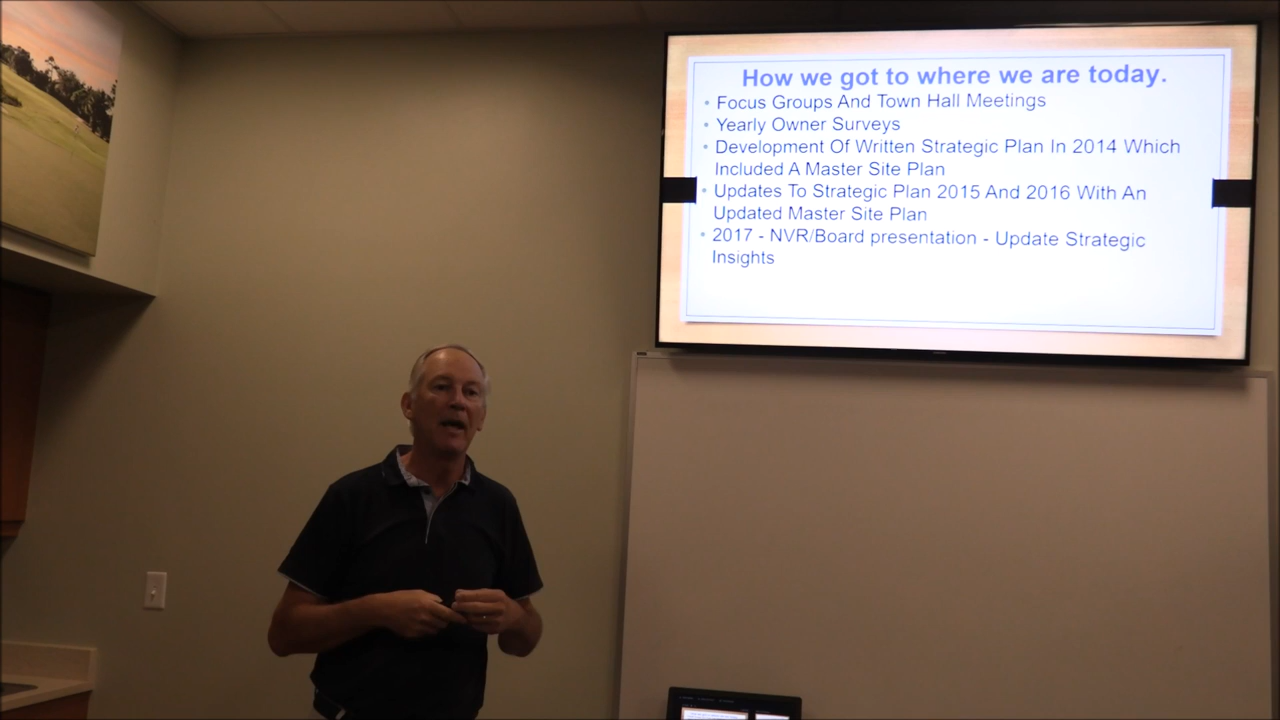 How we got to where we are today.
• Focus Groups And Town Hall Meetings
• Yearly Owner Surveys
• Development Of Written Strategic Plan In 2014 Which
Included A Master Site Plan
• Updates To Strategic Plan 2015 And 2016 With An
Updated Master Site Plan
• 2017 - NVR/Board presentation - Update Strategic
Insights